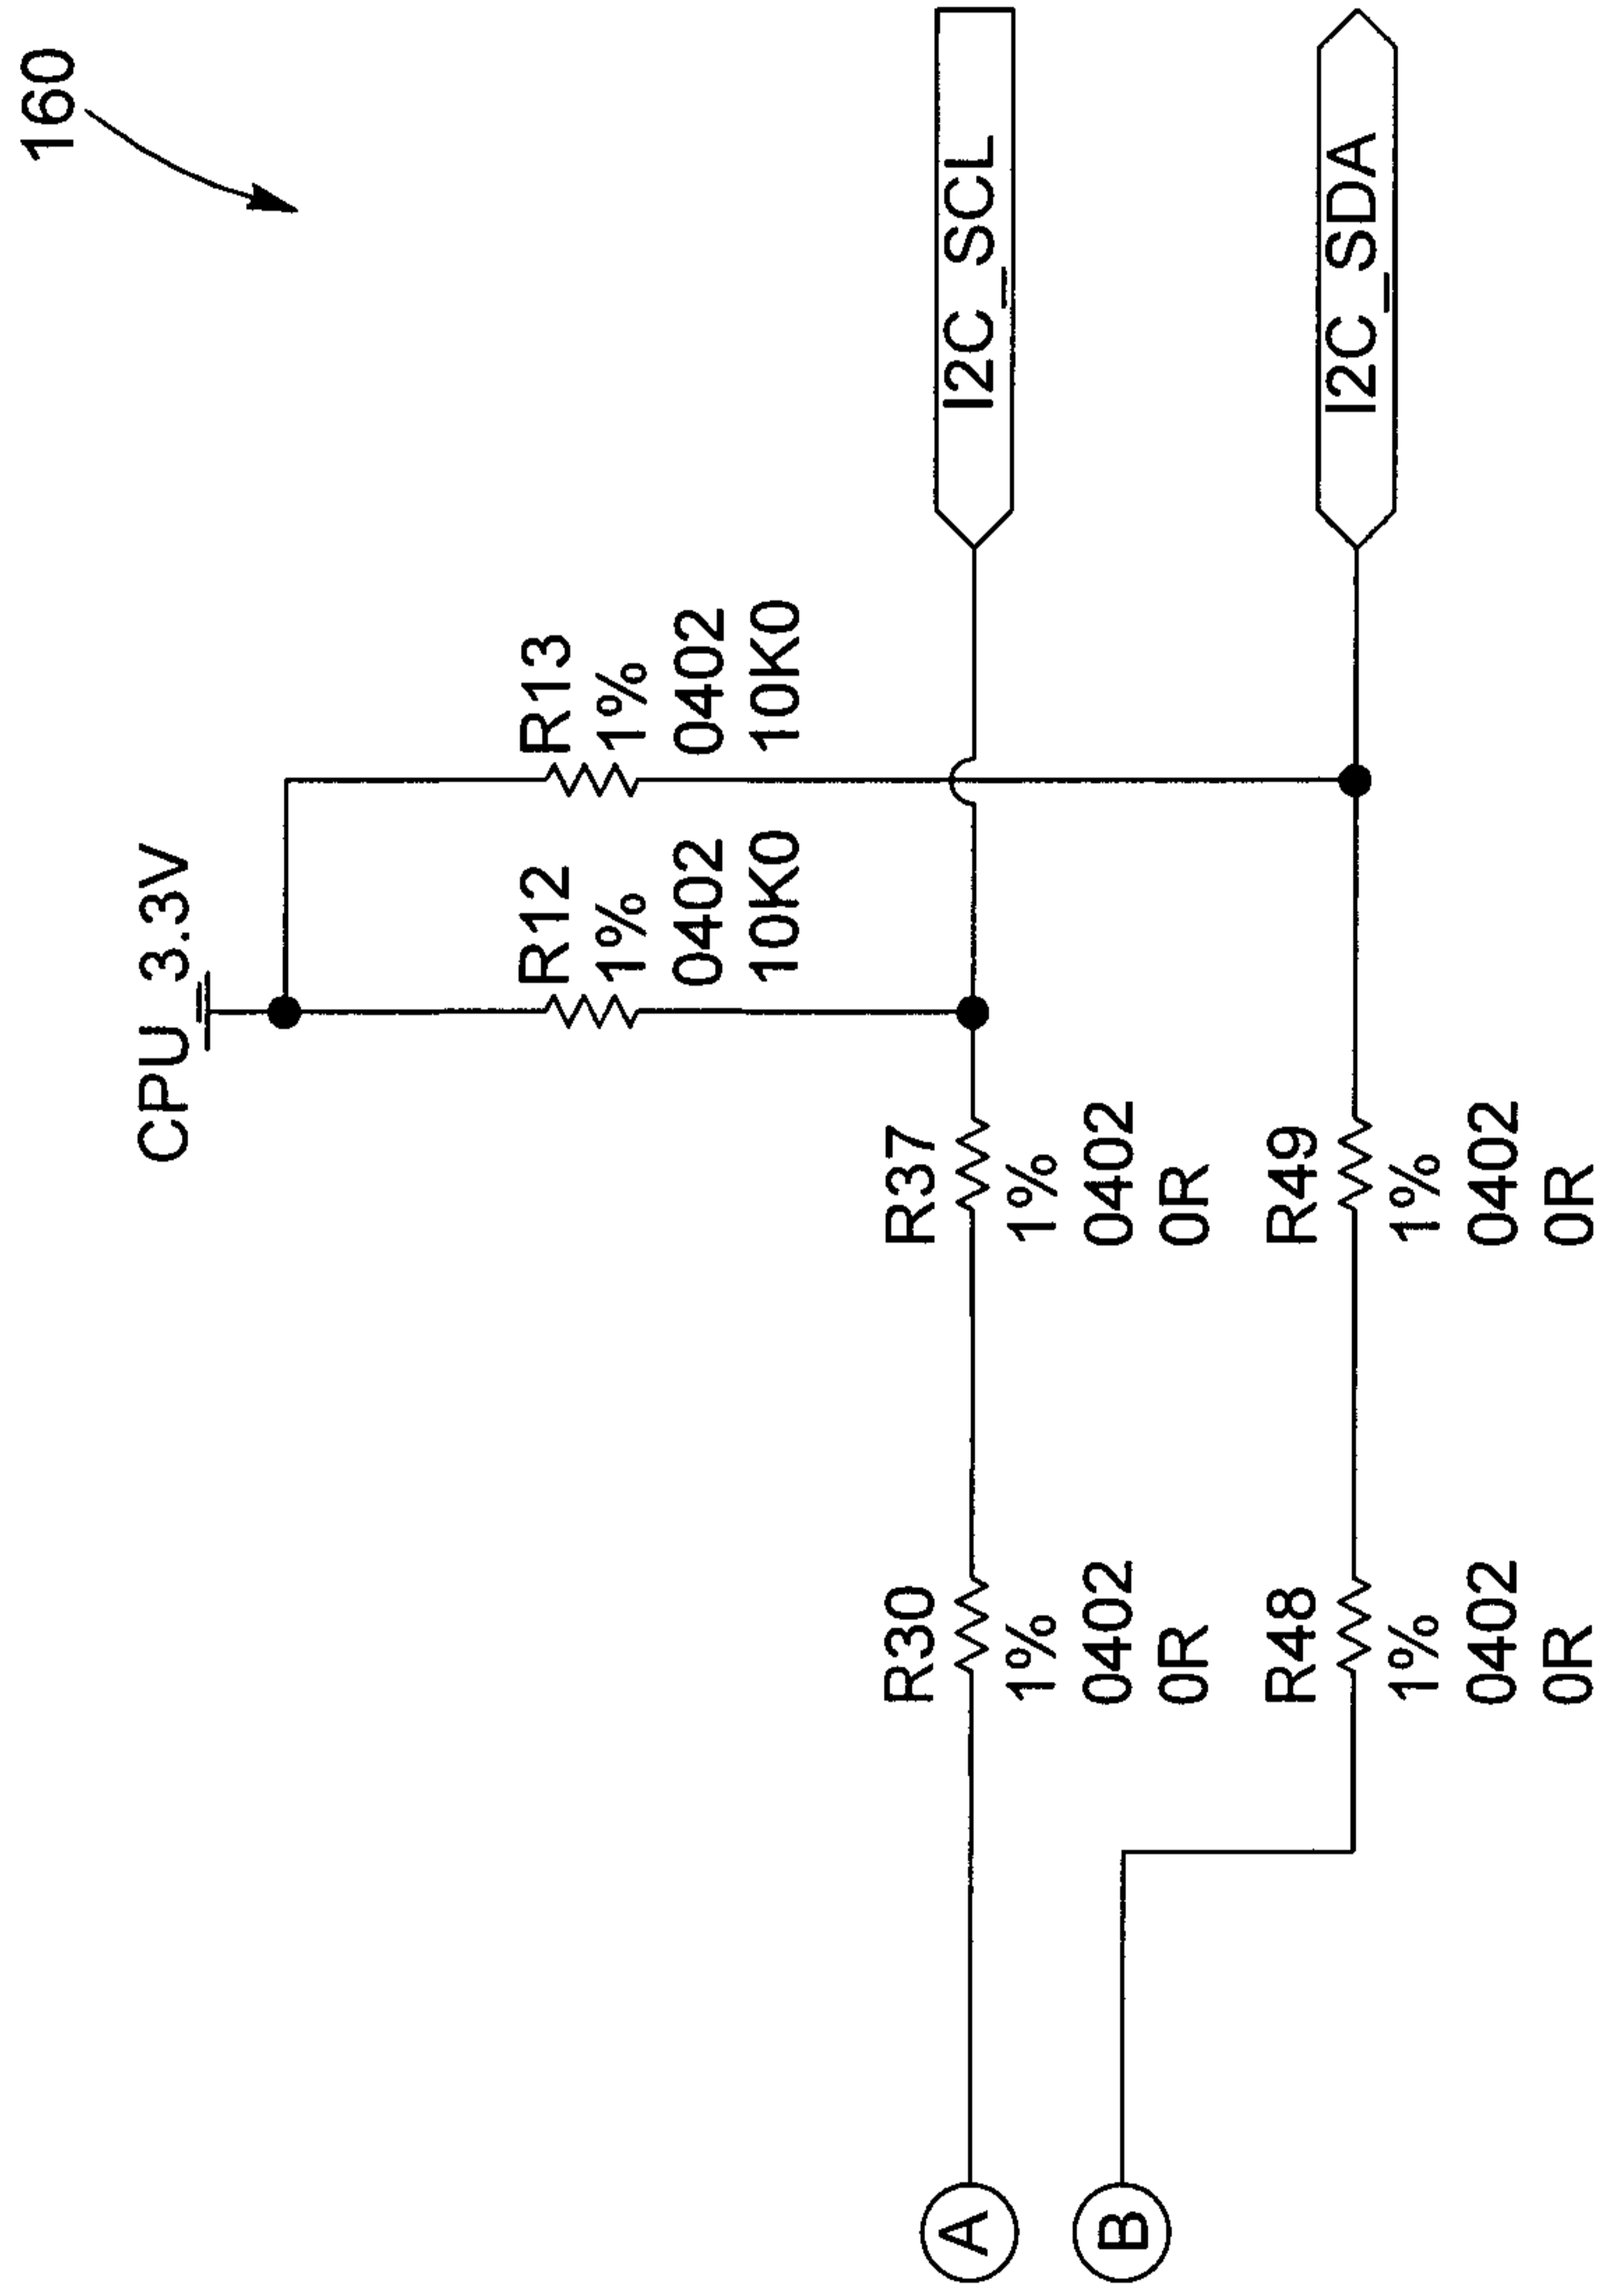 160
CPU_3.3V
R12
1%
0402
10K0
R13
1%
0402
10K0
A
R30
1%
0402
0R
R37
1%
0402
0R
I2C_SCL
B
R48
1%
0402
0R
R49
1%
0402
0R
I2C_SDA